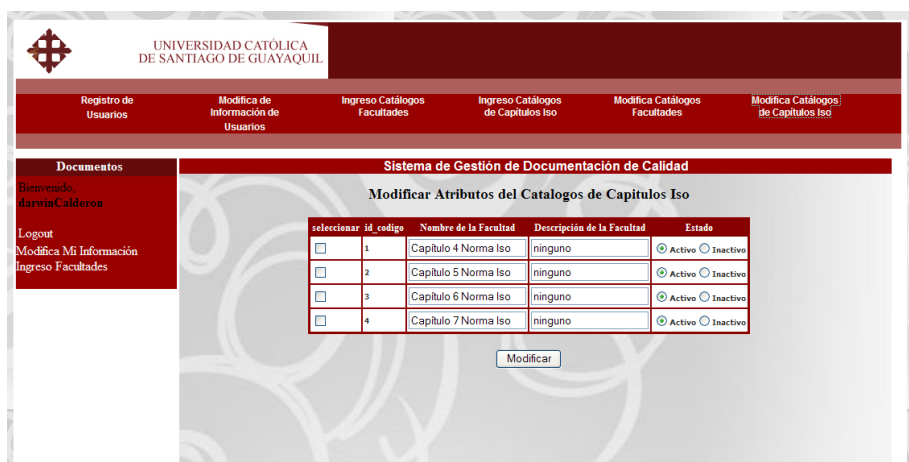 UNIVERSIDAD CATÓLICA
DE SANTIAGO DE GUAYAQUIL
Registro de
Usuarios
Modifica de
Información de
Usuarios
Ingreso Catálogos
Facultades
Ingreso Catálogos
de Capítulos Iso
Modifica Catálogos
Facultades
Modifica Catálogos
de Capítulos Iso
Documentos
Bienvenido,
darwinCalderon
Logout
Modifica Mi Información
Ingreso Facultades
Sistema de Gestión de Documentación de Calidad
Modificar Atributos del Catalogos de Capitulos Iso
seleccionar id_codigo Nombre de la Facultad Descripción de la Facultad Estado
1 Capítulo 4 Norma Iso ninguno Activo Inactivo
2 Capítulo 5 Norma Iso ninguno Activo Inactivo
3 Capítulo 6 Norma Iso ninguno Activo Inactivo
4 Capítulo 7 Norma Iso ninguno Activo Inactivo
Modificar